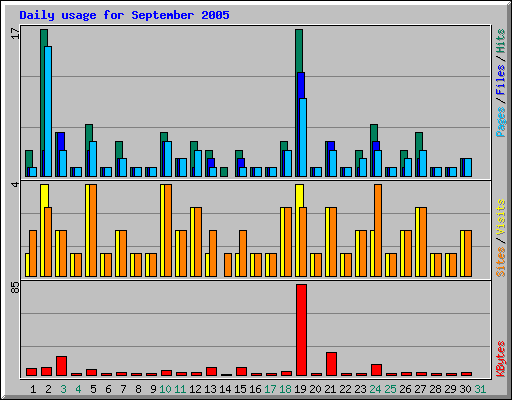 Daily usage for September 2005
17
Pages / Files / Hits
4
Sites / Visits
85
KBytes
1 2 3 4 5 6 7 8 9 10 11 12 13 14 15 16 17 18 19 20 21 22 23 24 25 26 27 28 29 30 31